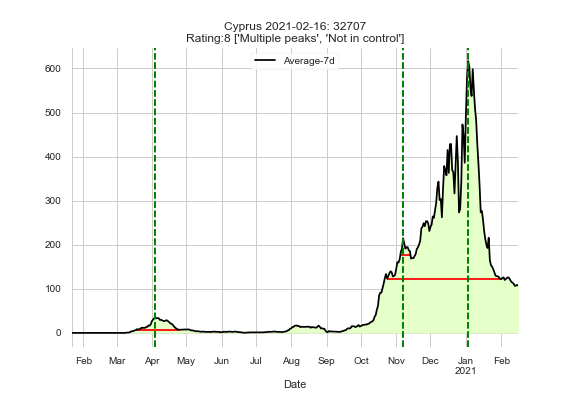 Cyprus 2021-02-16: 32707
Rating:8 ['Multiple peaks', 'Not in control']
Average-7d
600
500
400
300
200
100
0
Feb Mar Apr May Jun Jul Aug Sep Oct Nov Dec Jan Feb
2021
Date